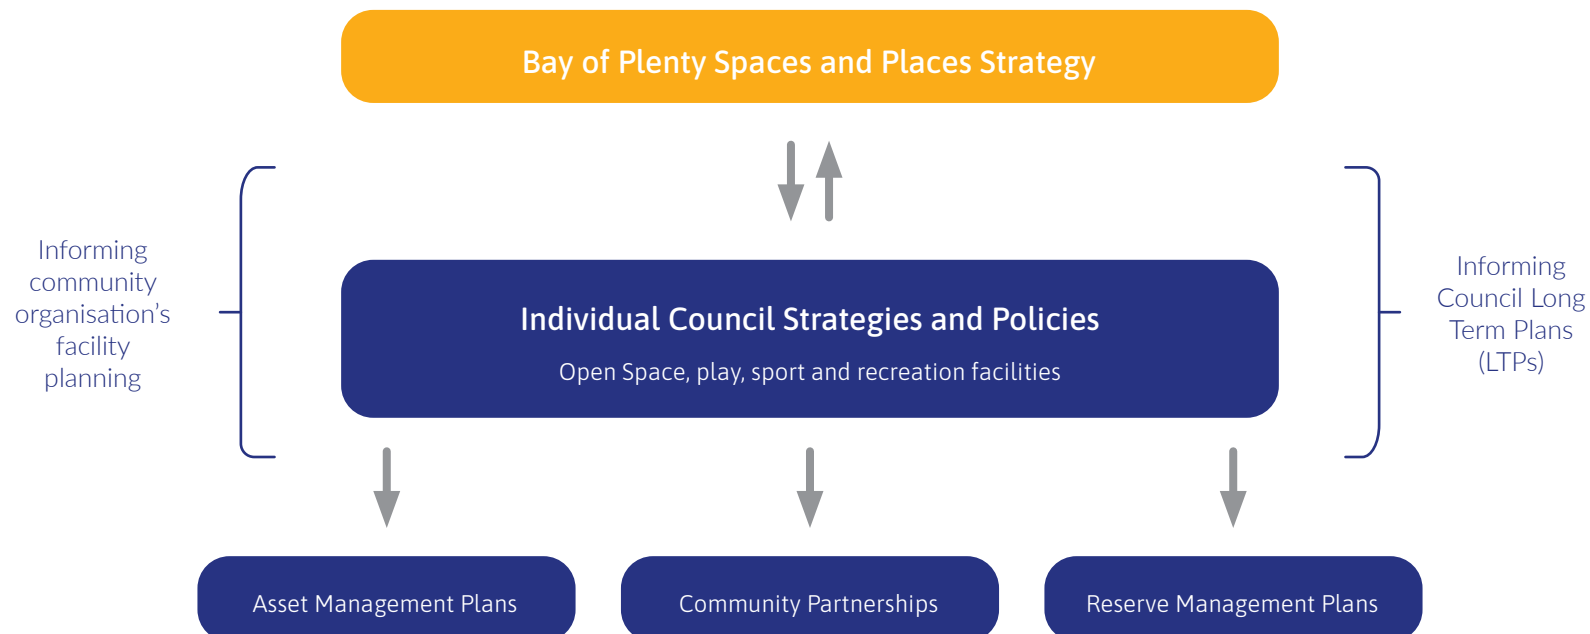 Bay of Plenty Spaces and Places Strategy
Informing
community
organisation's
facility
planning
Individual Council Strategies and Policies
Open Space, play, sport and recreation facilities
Informing
Council Long
Term Plans
(LTPs)
Asset Management Plans
Community Partnerships
Reserve Management Plans